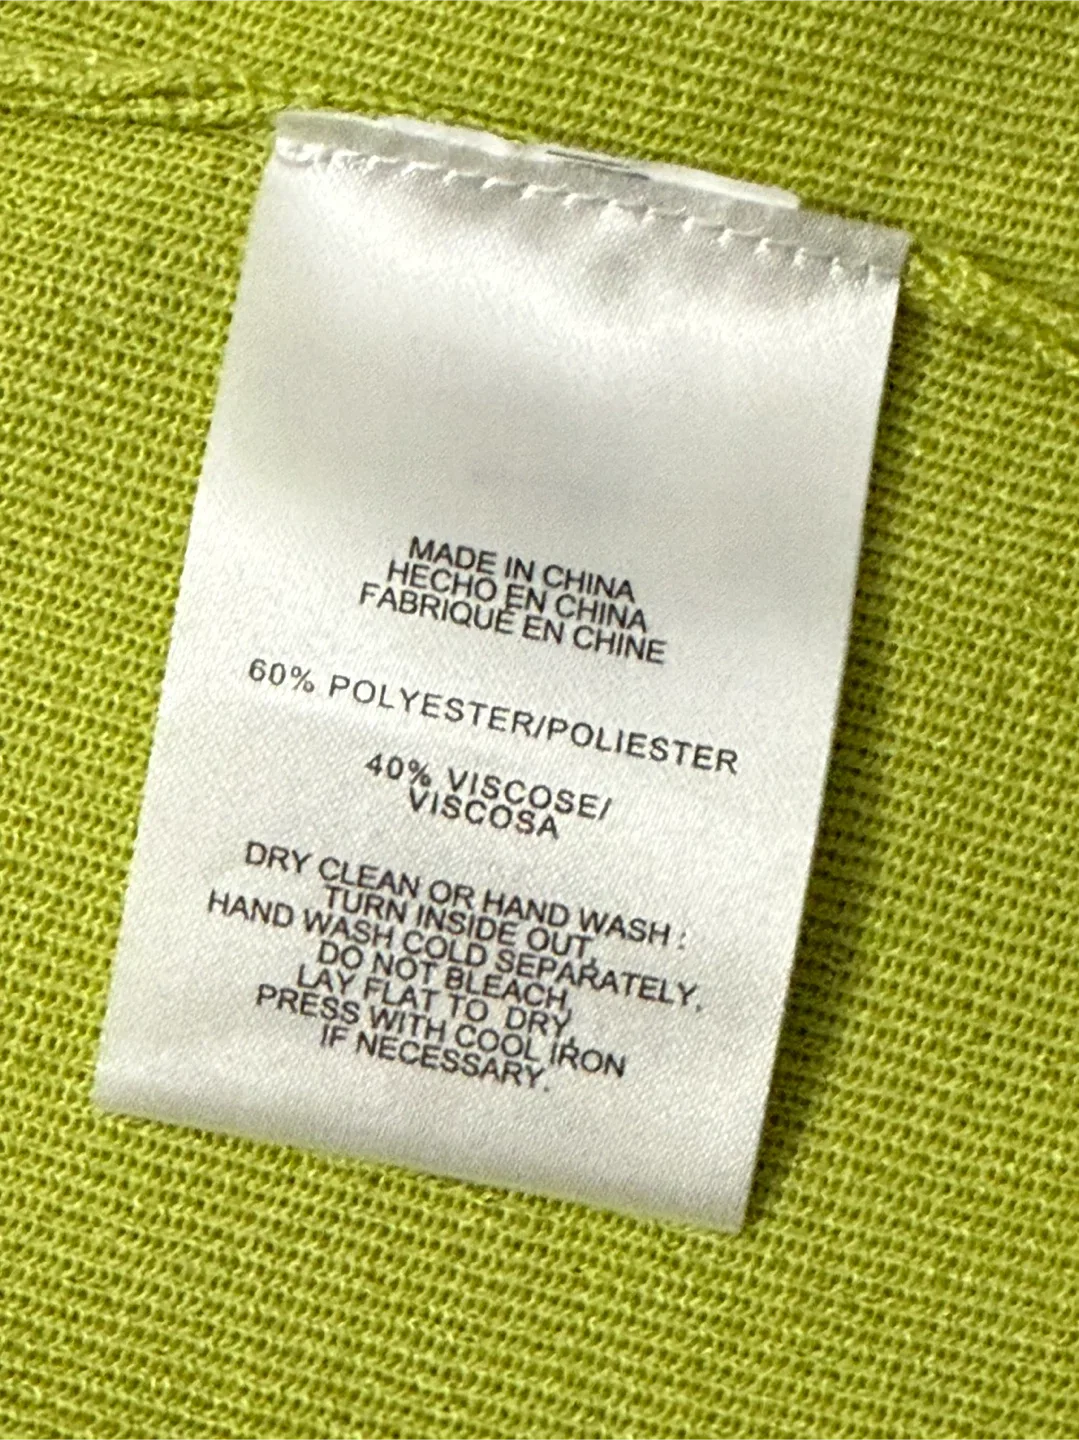 MADE IN CHINA
HECHO EN CHINA
FABRIQUÉ EN CHINE
60% POLYESTER/POLIESTER
40% VISCOSE/
VISCOSA
DRY CLEAN OR HAND WASH :
TURN INSIDE OUT,
HAND WASH COLD SEPARATELY,
DO NOT BLEACH,
LAY FLAT TO DRY,
PRESS WITH COOL IRON
IF NECESSARY.